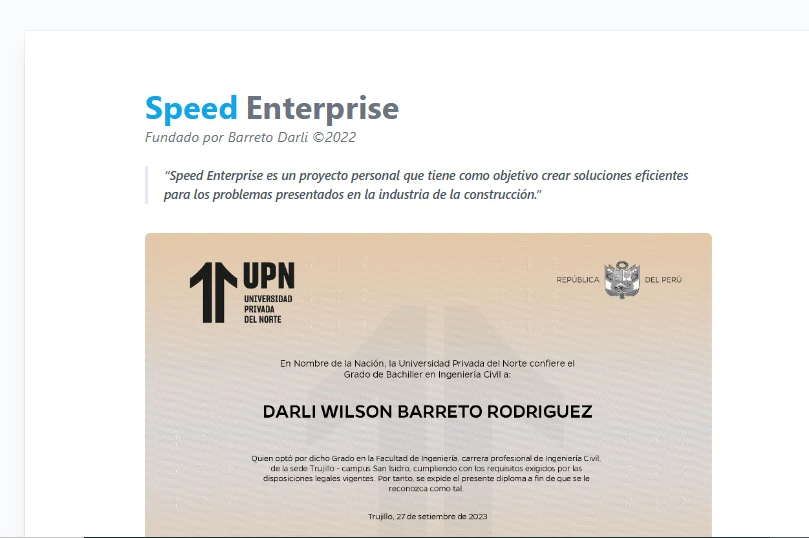 Speed Enterprise
Fundado por Barreto Darli ©2022
“Speed Enterprise es un proyecto personal que tiene como objetivo crear soluciones eficientes
para los problemas presentados en la industria de la construcción.”
UPN
UNIVERSIDAD
PRIVADA
DEL NORTE
REPÚBLICA DEL PERÚ
En Nombre de la Nación, la Universidad Privada del Norte confiere el
Grado de Bachiller en Ingeniería Civil a:
DARLI WILSON BARRETO RODRIGUEZ
Quien optó por dicho Grado en la Facultad de Ingeniería, carrera profesional de Ingeniería Civil,
de la sede Trujillo - campus San Isidro, cumpliendo con los requisitos exigidos por las
disposiciones legales vigentes. Por tanto, se expide el presente diploma a fin de que se le
reconozca como tal.
Trujillo, 27 de setiembre de 2023